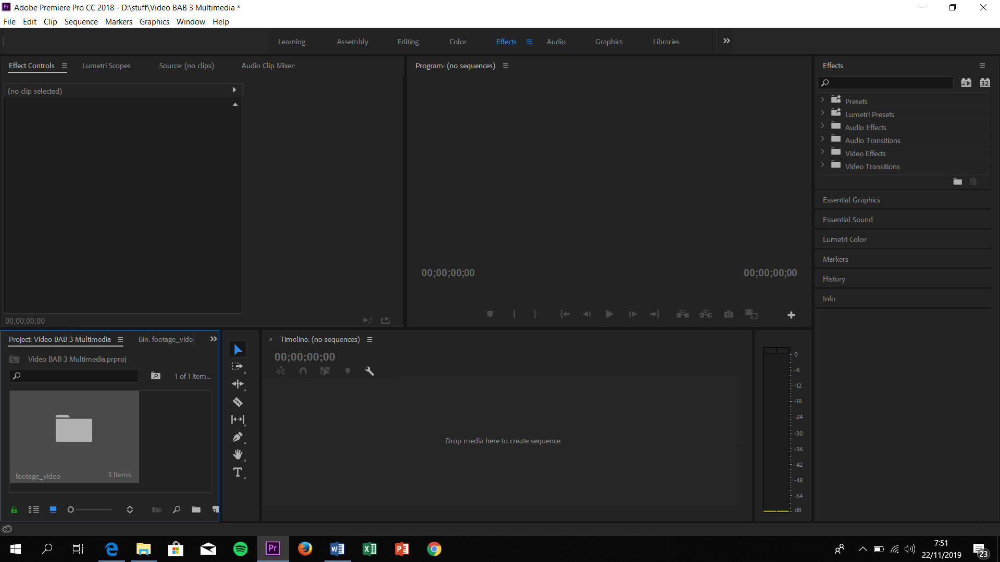 Adobe Premiere Pro CC 2018 - D:\stuff\Video BAB 3 Multimedia *
File Edit Clip Sequence Markers Graphics Window Help
Learning Assembly Editing Color Effects Audio Graphics Libraries
Effect Controls Lumetri Scopes Source: (no clips) Audio Clip Mixer:
(no clip selected)
00;00;00;00
Program: (no sequences)
00;00;00;00 00;00;00;00
Effects
32
Presets
Lumetri Presets
Audio Effects
Audio Transitions
Video Effects
Video Transitions
Essential Graphics
Essential Sound
Lumetri Color
Markers
History
Info
Project: Video BAB 3 Multimedia Bin: footage_vide
Video BAB 3 Multimedia.prproj
1 of 1 item...
footage_video 3 Items
Timeline: (no sequences)
00;00;00;00
Drop media here to create sequence.
0
-6
-12
-18
-24
-30
-36
-42
-48
-54
dB
Pr
7:51
22/11/2019
23